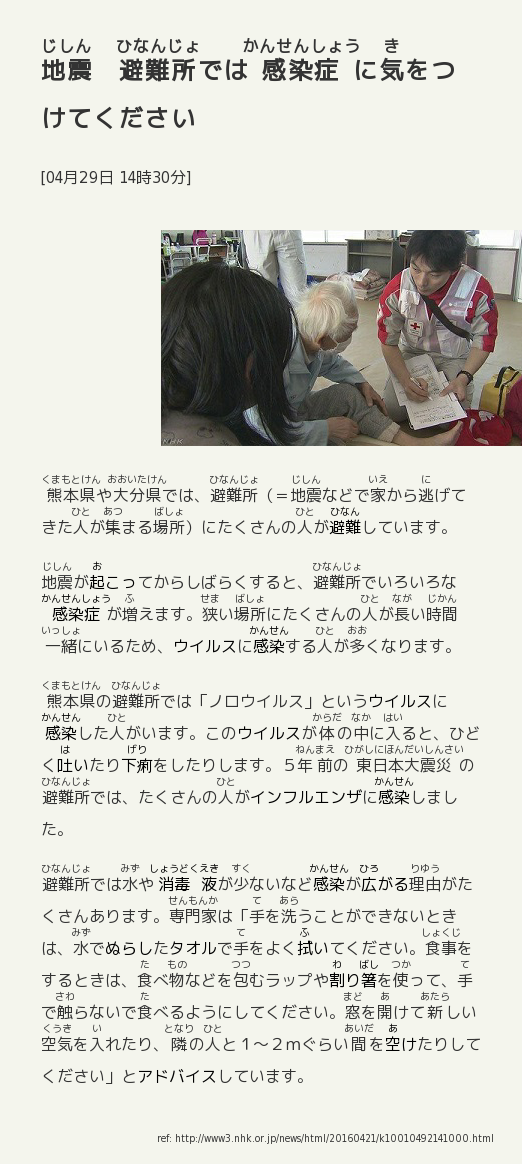 じしん ひなんじょ かんせんしょう き
地震 避難所では 感染症 に気をつ
けてください
[04月29日 14時30分]
NHK
くまもとけん おおいたけん ひなんじょ じしん いえ に
熊本県や大分県では、避難所（＝地震などで家から逃げて
ひと あつ ばしょ ひと ひなん
きた人が集まる場所）にたくさんの人が避難しています。
じしん お ひなんじょ
地震が起こってからしばらくすると、避難所でいろいろな
かんせんしょう ふ せま ばしょ ひと なが じかん
感染症 が増えます。狭い場所にたくさんの人が長い時間
いっしょ かんせん ひと おお
一緒にいるため、ウイルスに感染する人が多くなります。
くまもとけん ひなんじょ
熊本県の避難所では「ノロウイルス」というウイルスに
かんせん ひと からだ なか はい
感染した人がいます。このウイルスが体の中に入ると、ひど
は げり ねんまえ ひがしにほんだいしんさい
く吐いたり下痢をしたりします。５年 前の 東日本大震災 の
ひなんじょ ひと かんせん
避難所では、たくさんの人がインフルエンザに感染しまし
た。
ひなんじょ みず しょうどくえき すく かんせん ひろ りゆう
避難所では水や 消毒 液が少ないなど感染が広がる理由がた
せんもんか て あら
くさんあります。専門家は「手を洗うことができないとき
みず て ふ しょくじ
は、水でぬらしたタオルで手をよく拭いてください。食事を
た もの つつ わ ばし つか て
するときは、食べ物などを包むラップや割り箸を使って、手
さわ た まど あ あたら
で触らないで食べるようにしてください。窓を開けて新しい
くうき い となり ひと あいだ あ
空気を入れたり、隣の人と１～２ｍぐらい間を空けたりして
ください」とアドバイスしています。
ref: http://www3.nhk.or.jp/news/html/20160421/k10010492141000.html